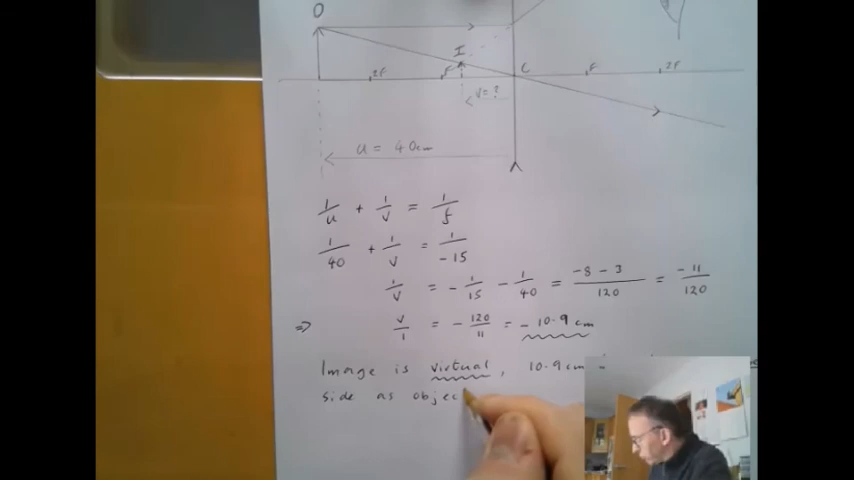 O
I
2F F C F 2F
v = ?
u = 40cm
1/u + 1/v = 1/f
1/40 + 1/v = 1/-15
1/v = - 1/15 - 1/40 = -8 - 3/120 = -11/120
⇒ v/1 = - 120/11 = - 10.9 cm
Image is virtual, 10.9cm
side as objec